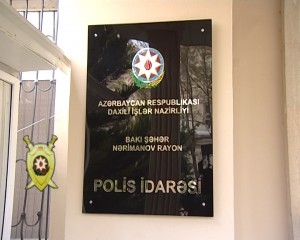 AZƏRBAYCAN RESPUBLİKASI
DAXİLİ İŞLƏR NAZİRLİYİ
BAKI ŞƏHƏR
NƏRİMANOV RAYON
POLİS İDARƏSİ